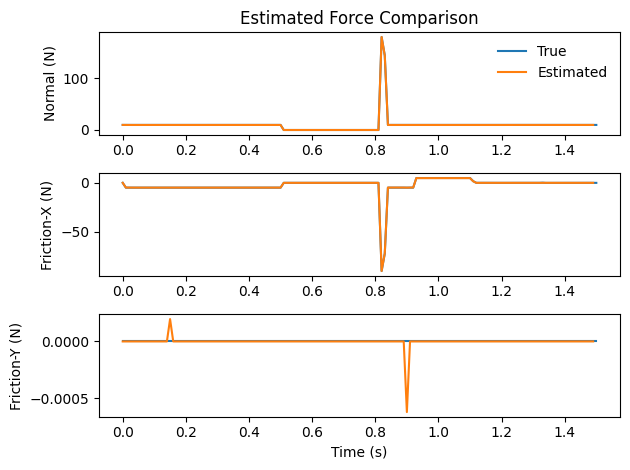 Estimated Force Comparison
Normal (N)
100
0
True
Estimated
0.0 0.2 0.4 0.6 0.8 1.0 1.2 1.4
Friction-X (N)
0
−50
0.0 0.2 0.4 0.6 0.8 1.0 1.2 1.4
Friction-Y (N)
0.0000
−0.0005
0.0 0.2 0.4 0.6 0.8 1.0 1.2 1.4
Time (s)